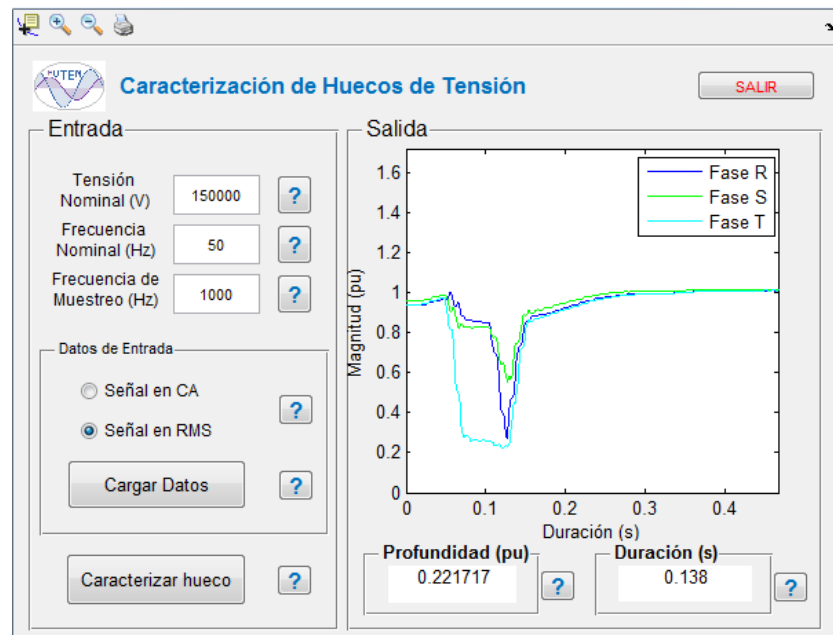 HUTEM
Caracterización de Huecos de Tensión
SALIR
Entrada
Tensión
Nominal (V)
150000
?
Frecuencia
Nominal (Hz)
50
?
Frecuencia de
Muestreo (Hz)
1000
?
Datos de Entrada
Señal en CA
Señal en RMS
?
Cargar Datos
?
Caracterizar hueco
?
Salida
Fase R
Fase S
Fase T
Magnitud (pu)
1.6
1.4
1.2
1
0.8
0.6
0.4
0.2
0
0 0.1 0.2 0.3 0.4
Duración (s)
Profundidad (pu)
0.221717
?
Duración (s)
0.138
?